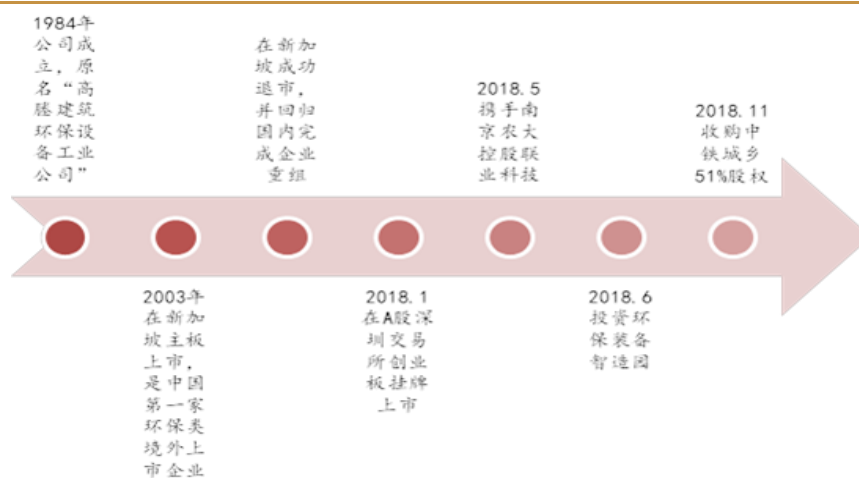 1984年
公司成
立，原
名“高
塍建筑
环保设
备工业
公司”
2003年
在新加
坡主板
上市，
是中国
第一家
环保类
境外上
市企业
在新加
坡成功
退市，
并回归
国内完
成企业
重组
2018.1
在A股深
圳交易
所创业
板挂牌
上市
2018.5
携手南
京农大
控股联
业科技
2018.6
投资环
保装备
智造园
2018.11
收购中
铁城乡
51%股权